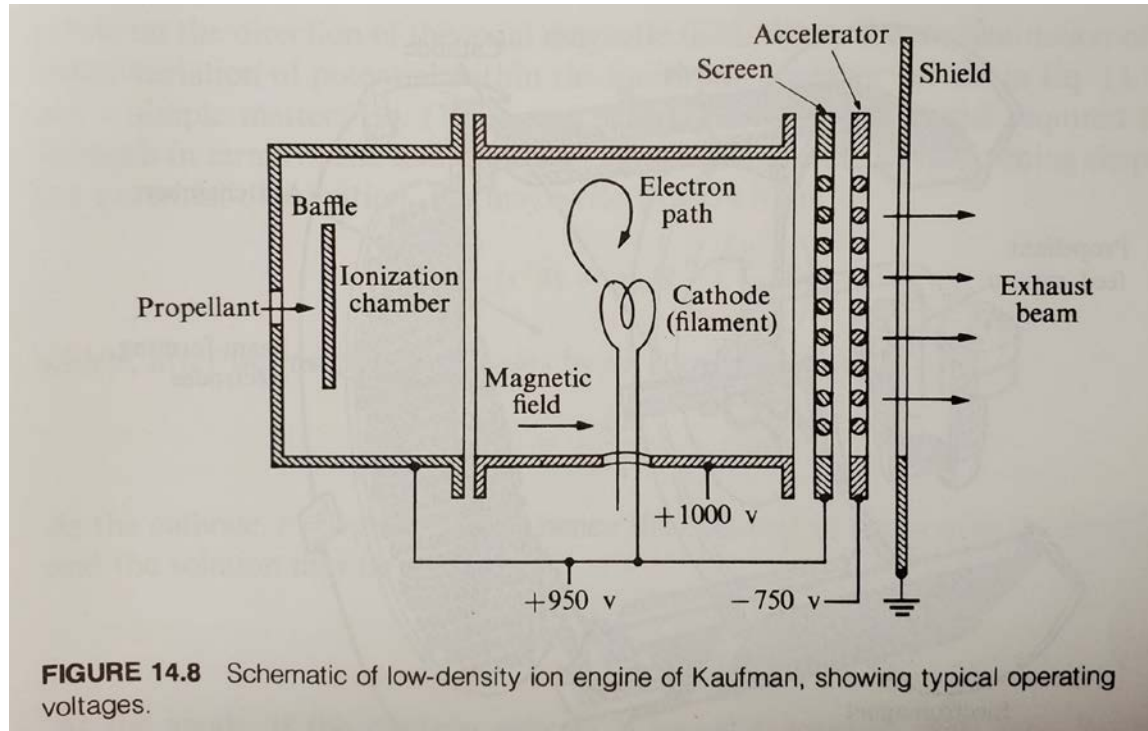 Accelerator
Screen
Shield
Baffle
Electron
path
Ionization
chamber
Propellant
Cathode
(filament)
Exhaust
beam
Magnetic
field
+1000 v
+950 v
−750 v
FIGURE 14.8 Schematic of low-density ion engine of Kaufman, showing typical operating
voltages.